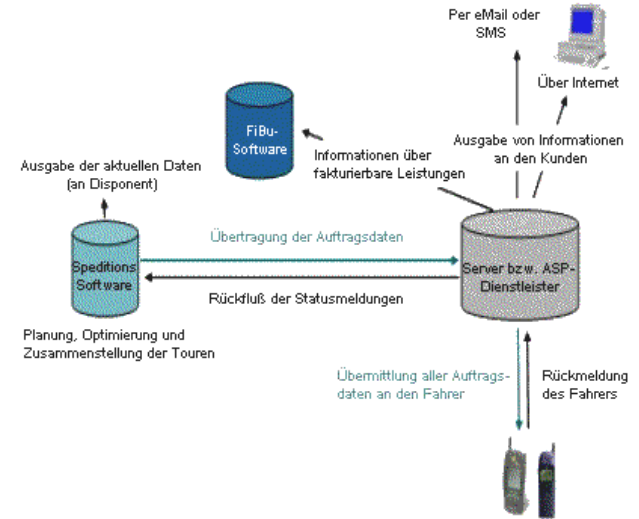 Per eMail oder
SMS
Über Internet
FiBu-
Software
Ausgabe von Informationen
an den Kunden
Informationen über
fakturierbare Leistungen
Ausgabe der aktuellen Daten
(an Disponent)
Übertragung der Auftragsdaten
Speditions
Software
Server bzw. ASP-
Dienstleister
Rückfluß der Statusmeldungen
Planung, Optimierung und
Zusammenstellung der Touren
Übermittlung aller Auftrags-
daten an den Fahrer
Rückmeldung
des Fahrers